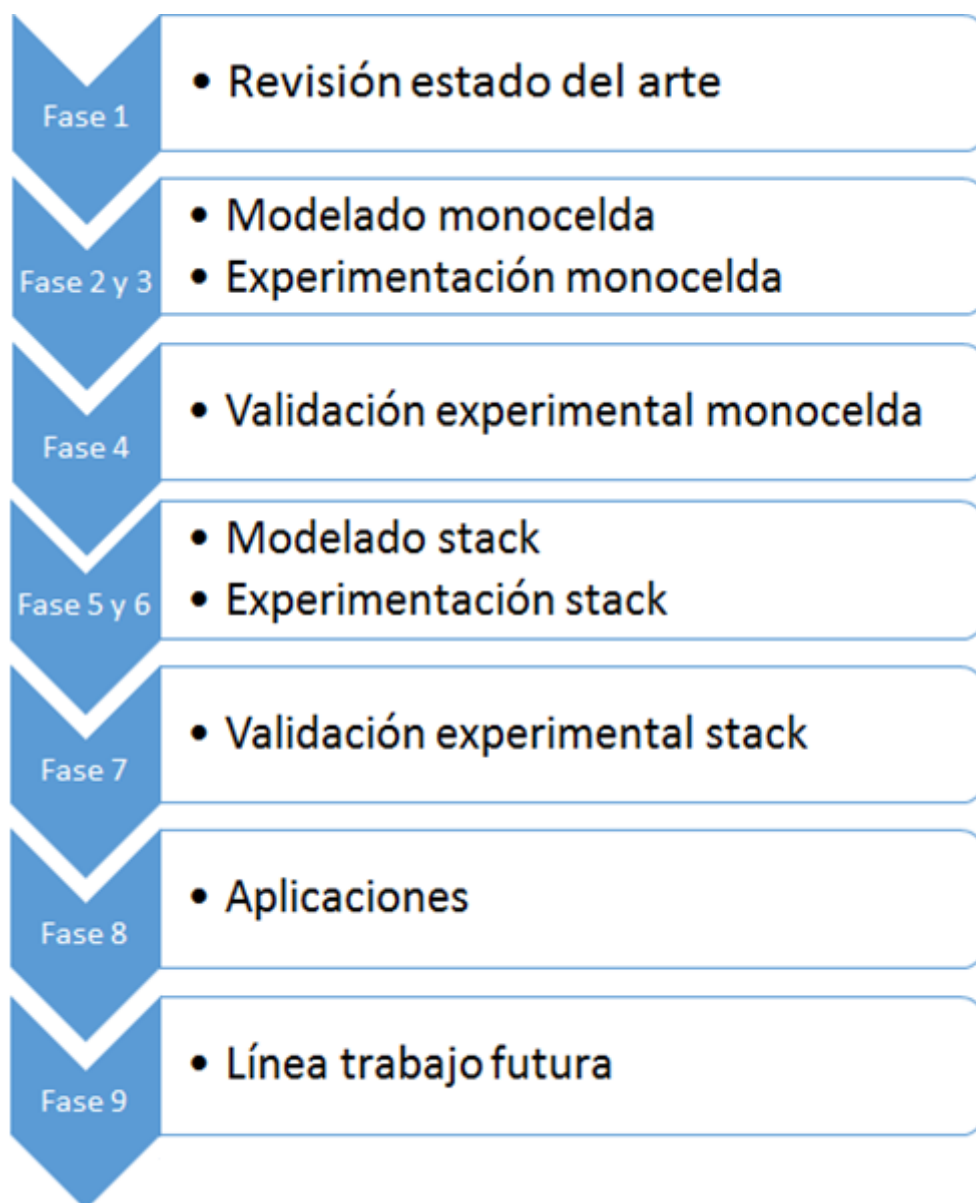 Fase 1
• Revisión estado del arte
Fase 2 y 3
• Modelado monocelda
• Experimentación monocelda
Fase 4
• Validación experimental monocelda
Fase 5 y 6
• Modelado stack
• Experimentación stack
Fase 7
• Validación experimental stack
Fase 8
• Aplicaciones
Fase 9
• Línea trabajo futura